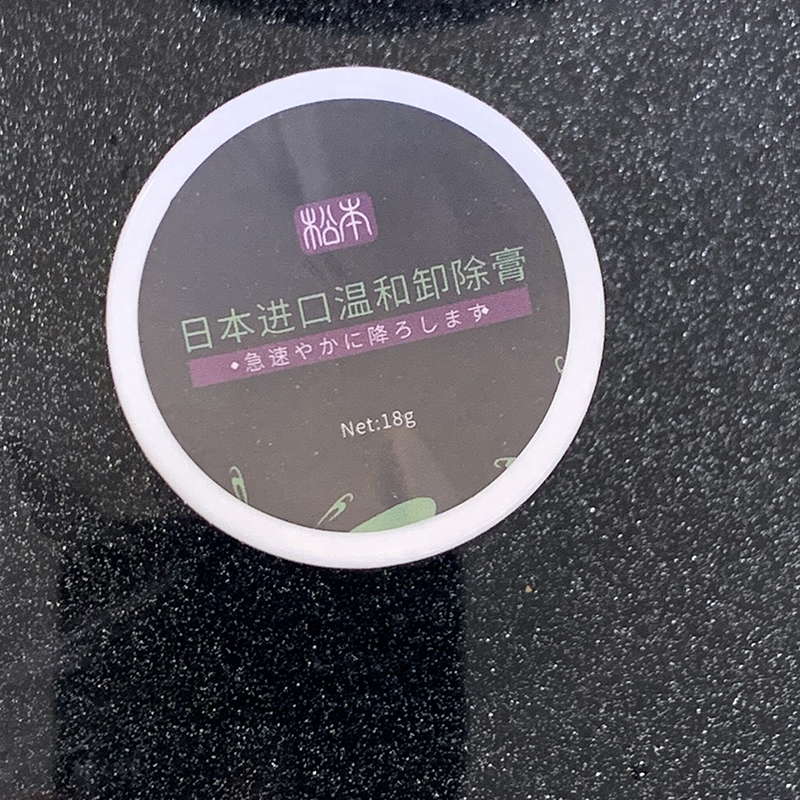 松本
日本进口温和卸除膏
•急速やかに降ろします•
Net:18g